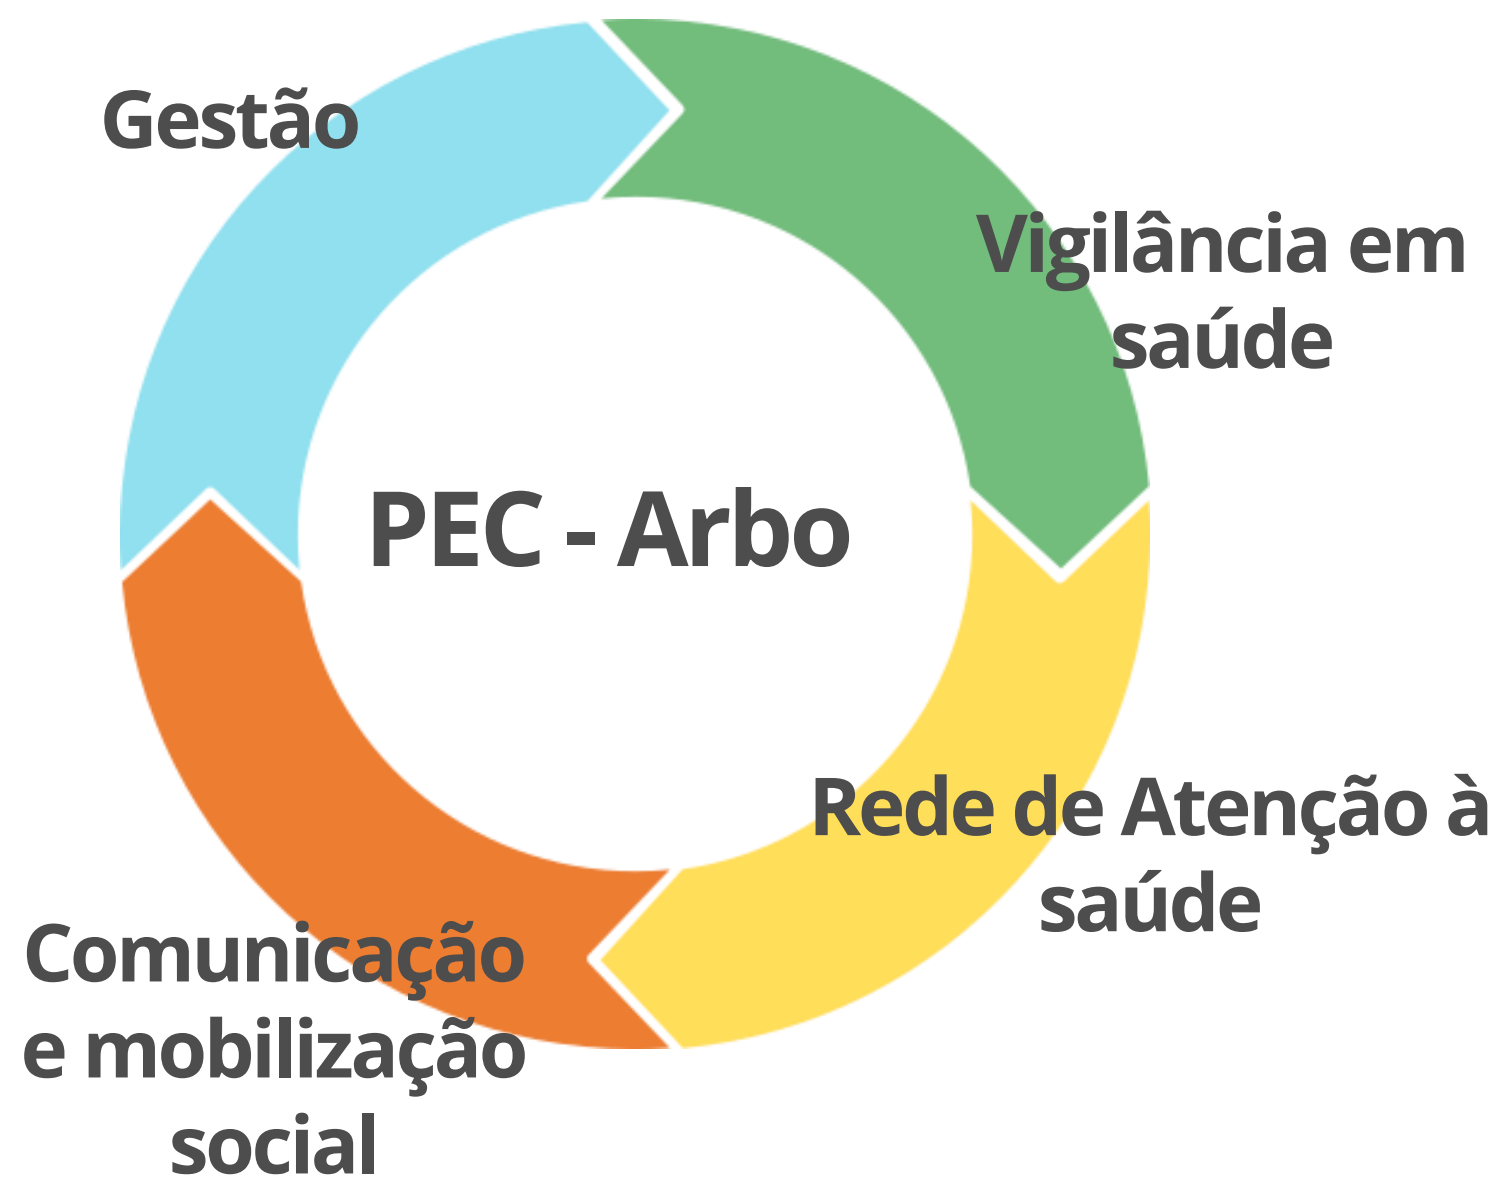 Gestão
Vigilância em
saúde
PEC - Arbo
Rede de Atenção à
saúde
Comunicação
e mobilização
social